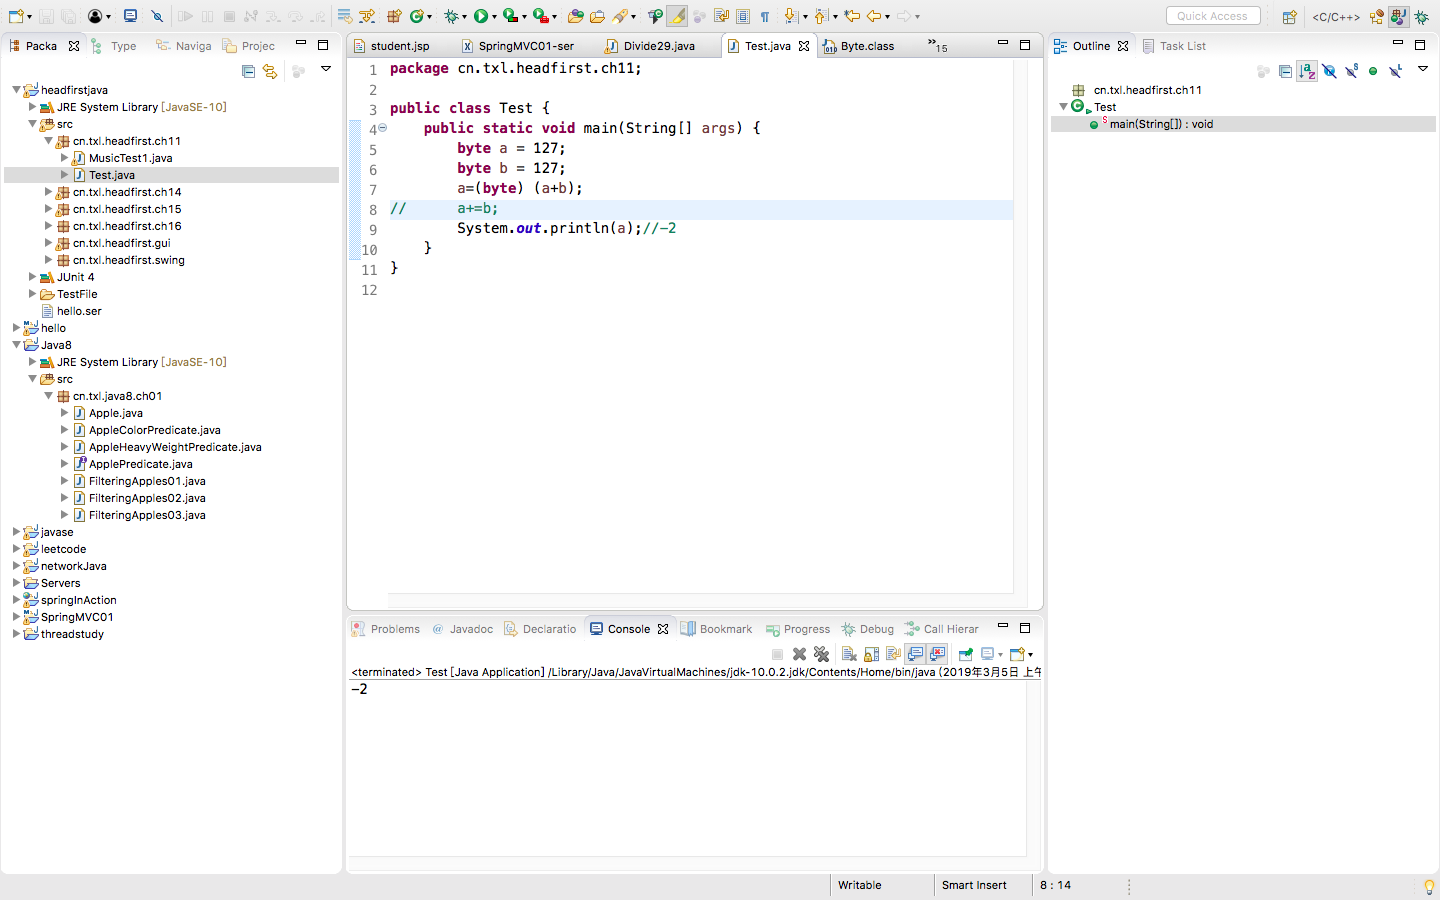 Quick Access
<C/C++>
Packa
Type
Naviga
Projec
headfirstjava
JRE System Library [JavaSE-10]
src
cn.txl.headfirst.ch11
MusicTest1.java
Test.java
cn.txl.headfirst.ch14
cn.txl.headfirst.ch15
cn.txl.headfirst.ch16
cn.txl.headfirst.gui
cn.txl.headfirst.swing
JUnit 4
TestFile
hello.ser
hello
Java8
JRE System Library [JavaSE-10]
src
cn.txl.java8.ch01
Apple.java
AppleColorPredicate.java
AppleHeavyWeightPredicate.java
ApplePredicate.java
FilteringApples01.java
FilteringApples02.java
FilteringApples03.java
javase
leetcode
networkJava
Servers
springInAction
SpringMVC01
threadstudy
student.jsp
SpringMVC01-ser
Divide29.java
Test.java
Byte.class
»15
1 package cn.txl.headfirst.ch11;
2
3 public class Test {
4 public static void main(String[] args) {
5 byte a = 127;
6 byte b = 127;
7 a=(byte) (a+b);
8 // a+=b;
9 System.out.println(a);//-2
10 }
11 }
12
Problems
@ Javadoc
Declaratio
Console
Bookmark
Progress
Debug
Call Hierar
<terminated> Test [Java Application] /Library/Java/JavaVirtualMachines/jdk-10.0.2.jdk/Contents/Home/bin/java (2019年3月5日 上午
-2
Outline
Task List
cn.txl.headfirst.ch11
Test
main(String[]) : void
Writable
Smart Insert
8 : 14